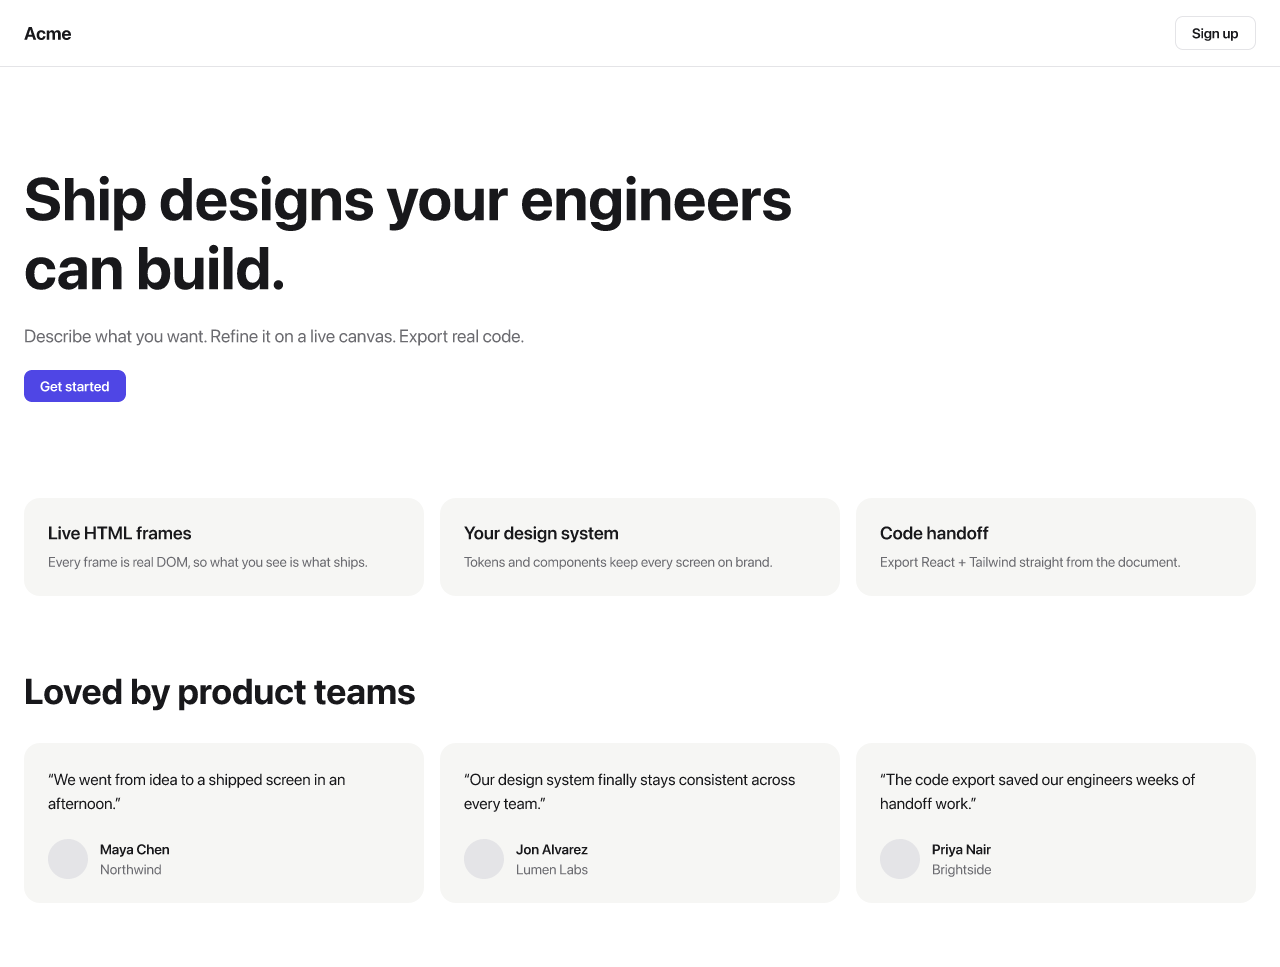 Acme
Sign up
Ship designs your engineers
can build.
Describe what you want. Refine it on a live canvas. Export real code.
Get started
Live HTML frames
Every frame is real DOM, so what you see is what ships.
Your design system
Tokens and components keep every screen on brand.
Code handoff
Export React + Tailwind straight from the document.
Loved by product teams
“We went from idea to a shipped screen in an
afternoon.”
Maya Chen
Northwind
“Our design system finally stays consistent across
every team.”
Jon Alvarez
Lumen Labs
“The code export saved our engineers weeks of
handoff work.”
Priya Nair
Brightside